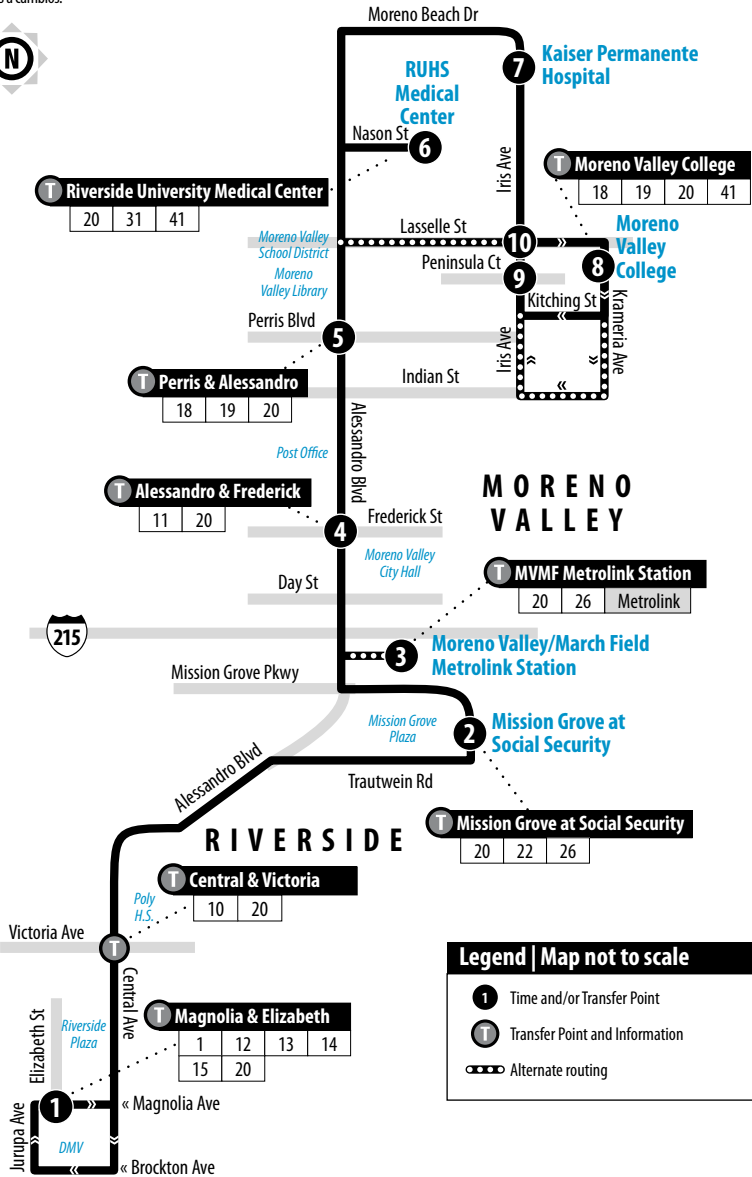 s a cambios.
N
Moreno Beach Dr
7
Kaiser Permanente
Hospital
RUHS
Medical
Center
Nason St
6
Iris Ave
T Moreno Valley College
18 19 20 41
T Riverside University Medical Center
20 31 41
Moreno
Valley
College
Lasselle St
10 »
Moreno Valley
School District
Peninsula Ct
8
Moreno
Valley Library
9
Kitching St
Krameria Ave
Perris Blvd
5
Iris Ave
T Perris & Alessandro
18 19 20
Indian St
Alessandro Blvd
Post Office
MORENO
VALLEY
T Alessandro & Frederick
11 20
4
Frederick St
Moreno Valley
City Hall
T MVMF Metrolink Station
20 26 Metrolink
Day St
215
3
Moreno Valley/March Field
Metrolink Station
Mission Grove Pkwy
Mission Grove
Plaza
2
Mission Grove at
Social Security
Alessandro Blvd
Trautwein Rd
RIVERSIDE
T Mission Grove at Social Security
20 22 26
T Central & Victoria
10 20
Poly
H.S.
Victoria Ave
T
Central Ave
Elizabeth St
Riverside
Plaza
T Magnolia & Elizabeth
1 12 13 14
15 20
1 » « Magnolia Ave
Jurupa Ave
DMV
« « Brockton Ave
Legend | Map not to scale
1 Time and/or Transfer Point
T Transfer Point and Information
Alternate routing